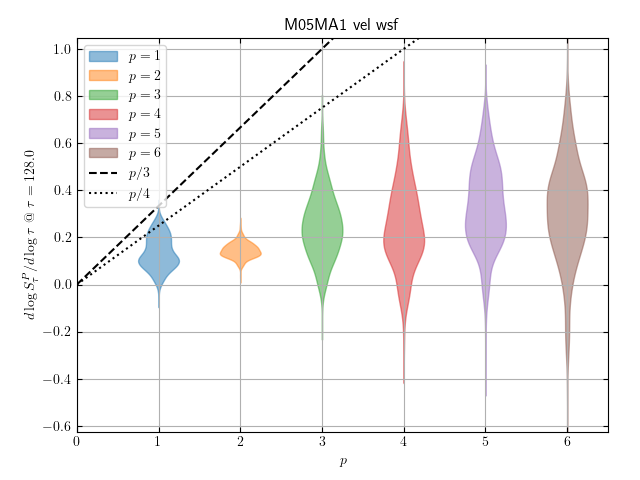 M05MA1 vel wsf
d log S_τ^P / d log τ @ τ = 128.0
1.0
0.8
0.6
0.4
0.2
0.0
−0.2
−0.4
−0.6
p = 1
p = 2
p = 3
p = 4
p = 5
p = 6
p/3
p/4
0 1 2 3 4 5 6
p